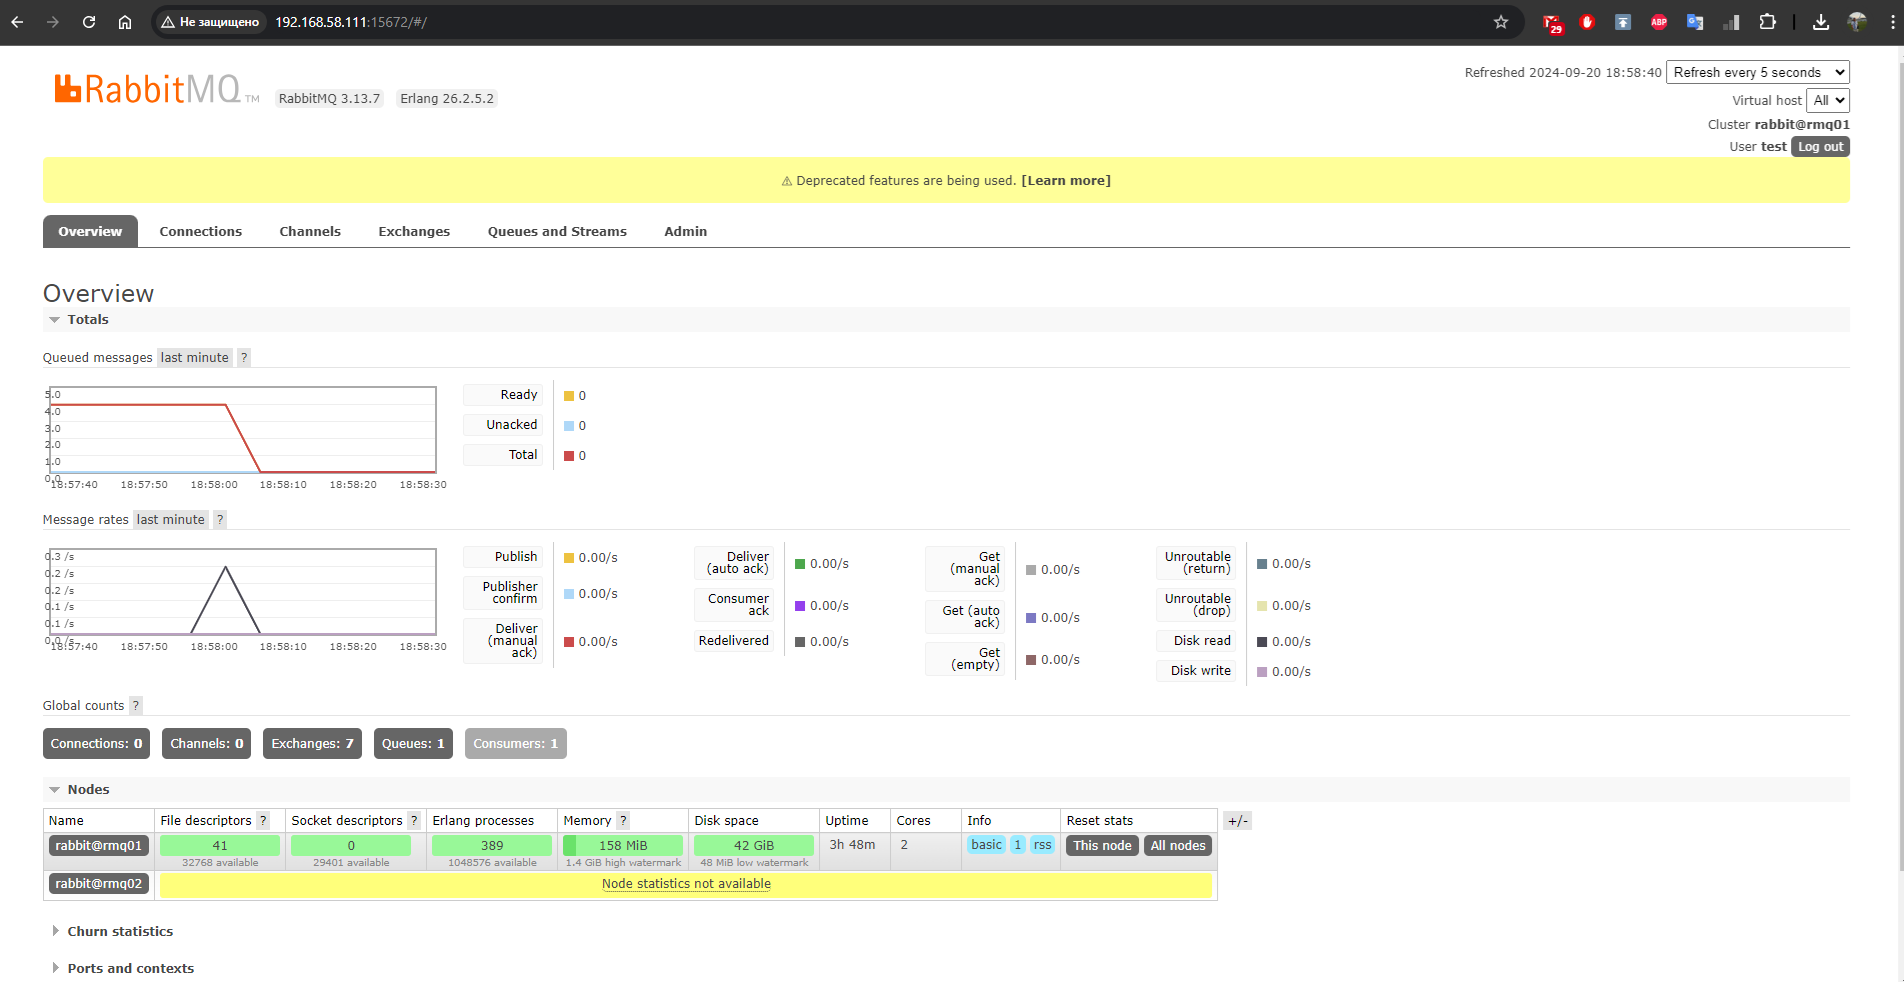 Не защищено 192.168.58.111:15672/#/
29
ABP
RabbitMQ TM RabbitMQ 3.13.7 Erlang 26.2.5.2
Refreshed 2024-09-20 18:58:40 Refresh every 5 seconds
Virtual host All
Cluster rabbit@rmq01
User test Log out
⚠ Deprecated features are being used. [Learn more]
Overview Connections Channels Exchanges Queues and Streams Admin
Overview
Totals
Queued messages last minute ?
5.0
4.0
3.0
2.0
1.0
0.0
18:57:40 18:57:50 18:58:00 18:58:10 18:58:20 18:58:30
Ready 0
Unacked 0
Total 0
Message rates last minute ?
0.3 /s
0.2 /s
0.2 /s
0.1 /s
0.1 /s
0.0 /s
18:57:40 18:57:50 18:58:00 18:58:10 18:58:20 18:58:30
Publish 0.00/s
Publisher
confirm 0.00/s
Deliver
(manual
ack) 0.00/s
Deliver
(auto ack) 0.00/s
Consumer
ack 0.00/s
Redelivered 0.00/s
Get
(manual
ack) 0.00/s
Get (auto
ack) 0.00/s
Get
(empty) 0.00/s
Unroutable
(return) 0.00/s
Unroutable
(drop) 0.00/s
Disk read 0.00/s
Disk write 0.00/s
Global counts ?
Connections: 0 Channels: 0 Exchanges: 7 Queues: 1 Consumers: 1
Nodes
Name File descriptors ? Socket descriptors ? Erlang processes Memory ? Disk space Uptime Cores Info Reset stats +/-
rabbit@rmq01 41 0 389 158 MiB 42 GiB 3h 48m 2 basic 1 rss This node All nodes
32768 available 29401 available 1048576 available 1.4 GiB high watermark 48 MiB low watermark
rabbit@rmq02 Node statistics not available
Churn statistics
Ports and contexts